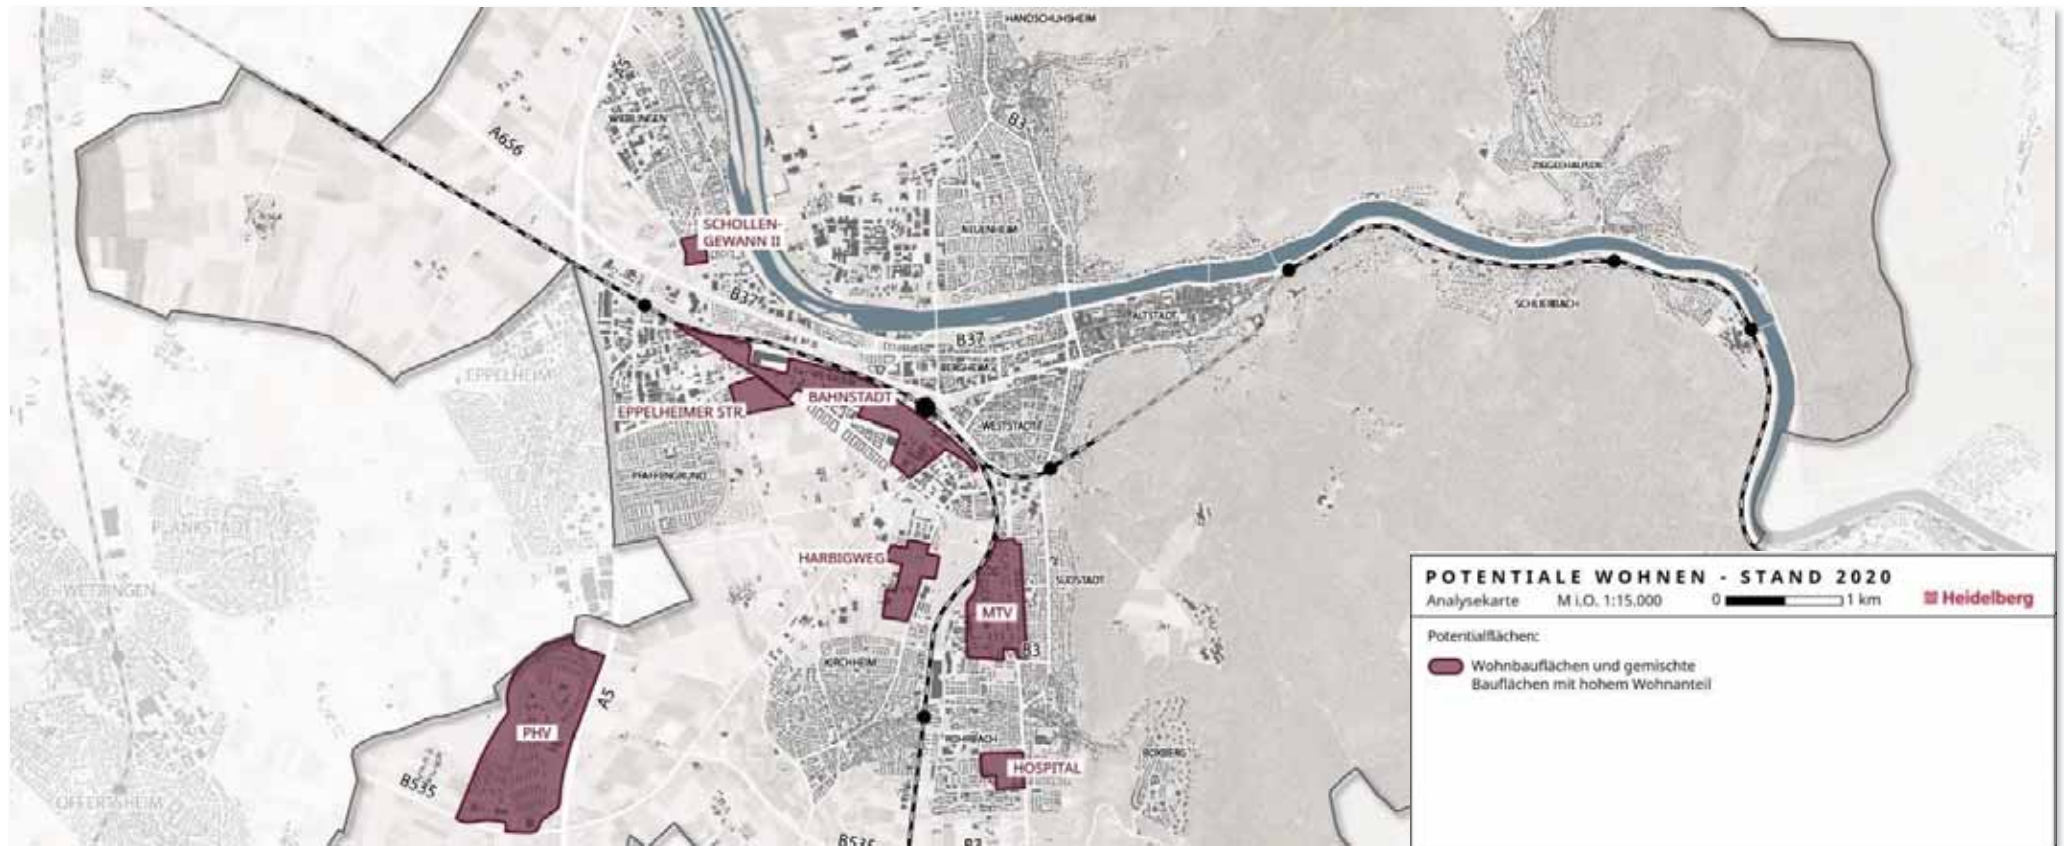 HANDSCHUHSHEIM
B3
WIEBLINGEN
A656
ZIEGELHAUSEN
SCHOLLEN-
GEWANN II
NEUENHEIM
B37
ALTSTADT
SCHLIERBACH
B37
BERGHEIM
EPPELHEIM
BAHNSTADT
EPPELHEIMER STR.
WESTSTADT
PFAFFENGRUND
PLANKSTADT
HARBIGWEG
SÜDSTADT
SCHWETZINGEN
MTV
B3
KIRCHHEIM
A5
PHV
ROHRBACH
BOXBERG
HOSPITAL
B535
OFTERSHEIM
B535
B3
POTENTIALE WOHNEN - STAND 2020
Analysekarte M i.O. 1:15.000 0 1 km Heidelberg
Potentialflächen:
Wohnbauflächen und gemischte
Bauflächen mit hohem Wohnanteil